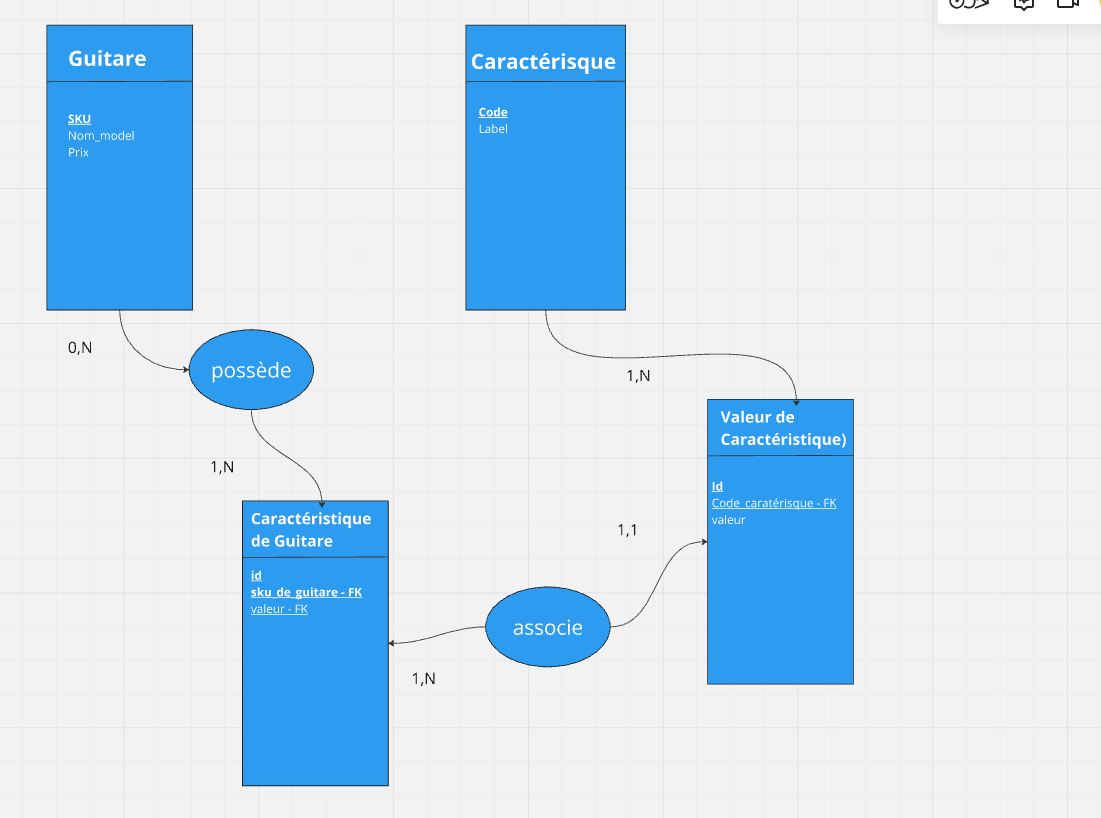 Guitare
SKU
Nom_model
Prix
Caractérisque
Code
Label
0,N
possède
1,N
1,N
Valeur de
Caractéristique)
Id
Code_caratérisque - FK
valeur
Caractéristique
de Guitare
id
sku_de_guitare - FK
valeur - FK
1,1
associe
1,N